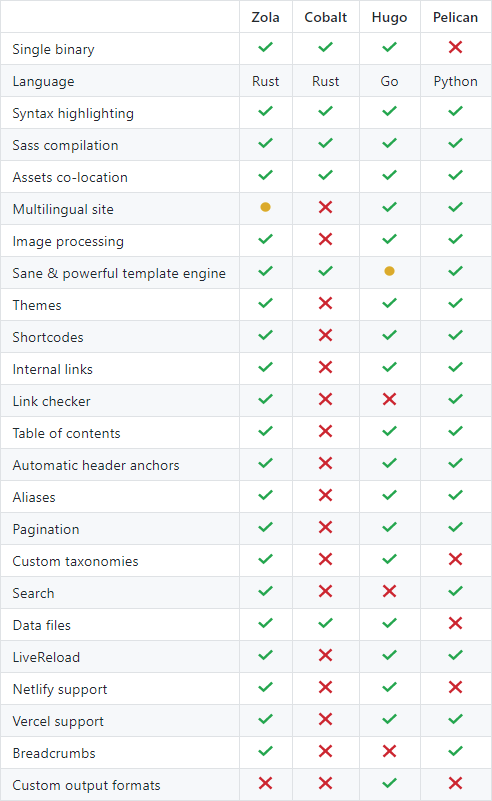 Zola Cobalt Hugo Pelican
Single binary
Language Rust Rust Go Python
Syntax highlighting
Sass compilation
Assets co-location
Multilingual site
Image processing
Sane & powerful template engine
Themes
Shortcodes
Internal links
Link checker
Table of contents
Automatic header anchors
Aliases
Pagination
Custom taxonomies
Search
Data files
LiveReload
Netlify support
Vercel support
Breadcrumbs
Custom output formats